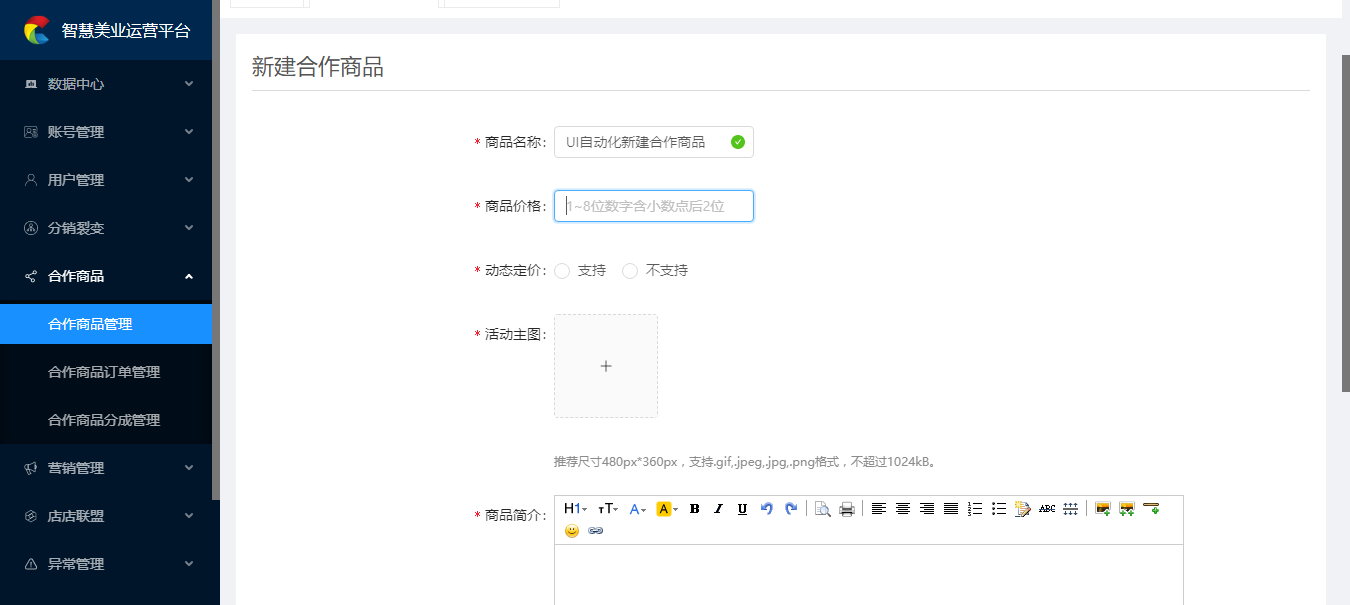 智慧美业运营平台
数据中心
账号管理
用户管理
分销裂变
合作商品
合作商品管理
合作商品订单管理
合作商品分成管理
营销管理
店店联盟
异常管理
新建合作商品
* 商品名称: UI自动化新建合作商品
* 商品价格: 1~8位数字含小数点后2位
* 动态定价: 支持 不支持
* 活动主图:
+
推荐尺寸480px*360px，支持.gif,.jpeg,.jpg,.png格式，不超过1024kB。
* 商品简介: H1 TT A A B I U ABC